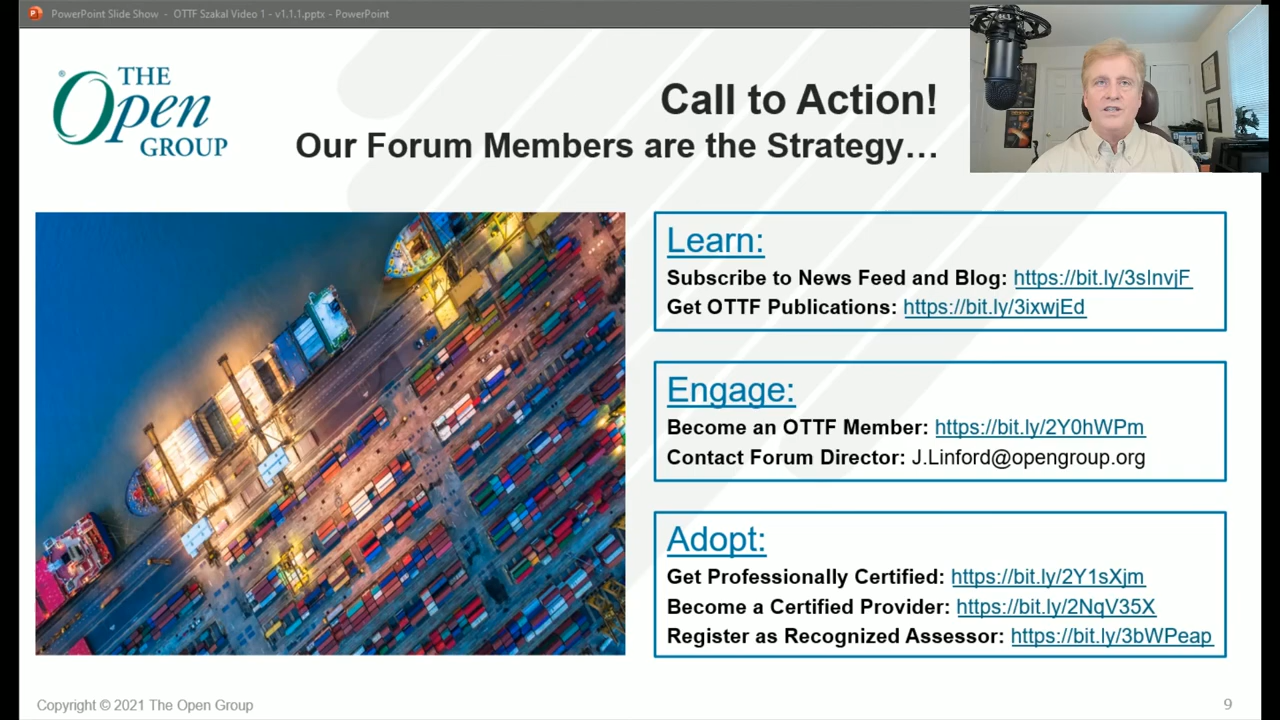 PowerPoint Slide Show - OTTF Szakal Video 1 - v1.1.1.pptx - PowerPoint
® THE
Open
GROUP
Call to Action!
Our Forum Members are the Strategy…
Learn:
Subscribe to News Feed and Blog: https://bit.ly/3sInvjF
Get OTTF Publications: https://bit.ly/3ixwjEd
Engage:
Become an OTTF Member: https://bit.ly/2Y0hWPm
Contact Forum Director: J.Linford@opengroup.org
Adopt:
Get Professionally Certified: https://bit.ly/2Y1sXjm
Become a Certified Provider: https://bit.ly/2NqV35X
Register as Recognized Assessor: https://bit.ly/3bWPeap
Copyright © 2021 The Open Group
9